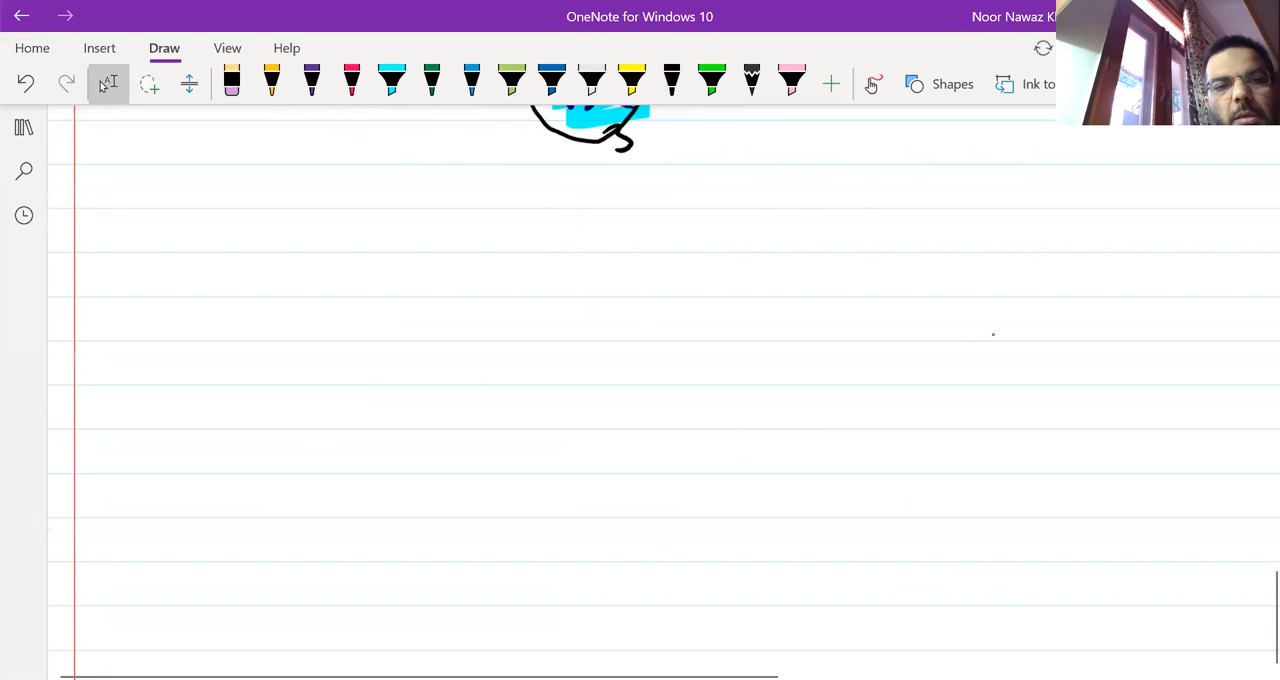 OneNote for Windows 10
Noor Nawaz K
Home Insert Draw View Help
Shapes Ink to